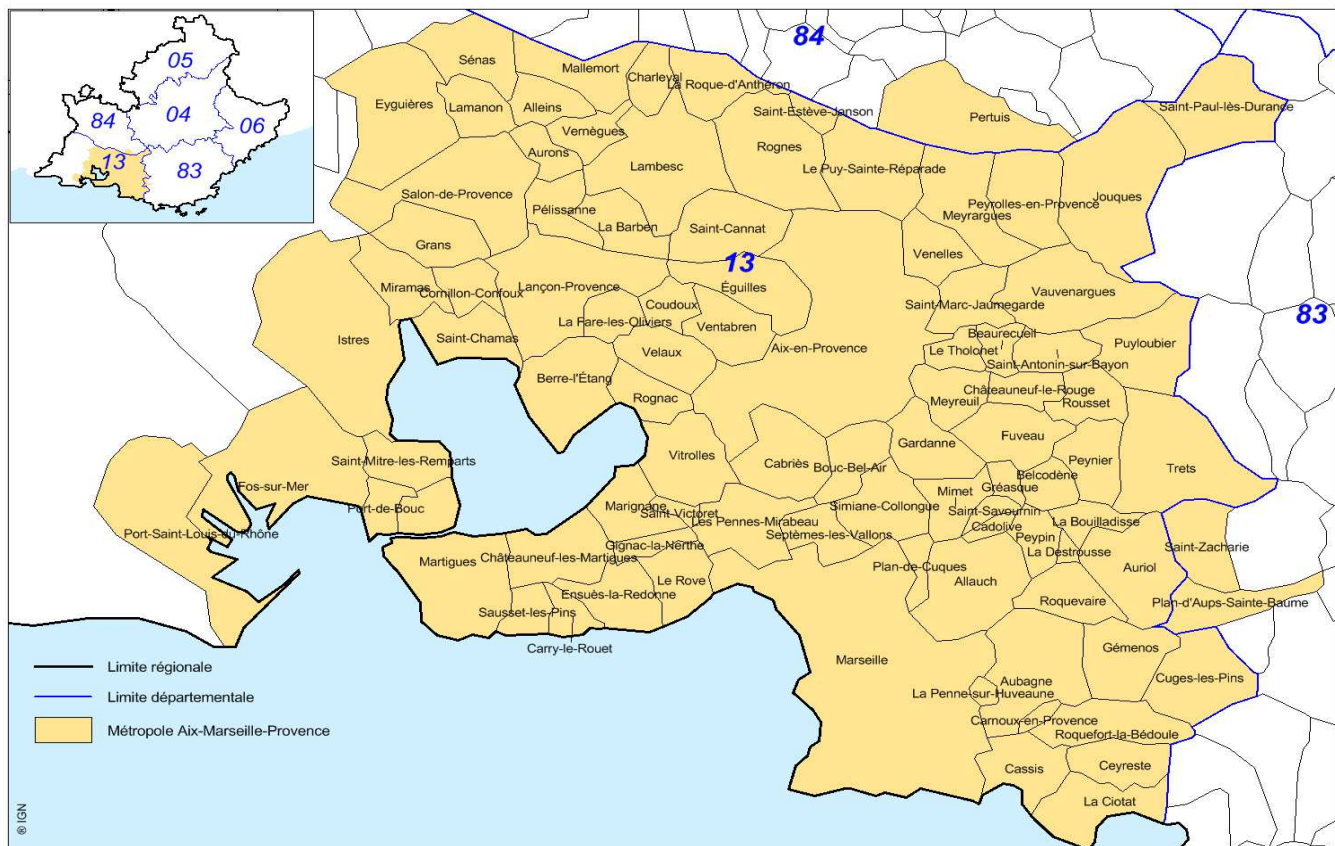 05
84
04
06
13
83
84
Sénas
Mallemort
Charleval
La Roque-d'Anthéron
Eyguières
Lamanon
Alleins
Saint-Estève-Janson
Pertuis
Saint-Paul-lès-Durance
Vernègues
Aurons
Lambesc
Rognes
Le Puy-Sainte-Réparade
Salon-de-Provence
Pélissanne
La Barben
Saint-Cannat
Meyrargues
Peyrolles-en-Provence
Jouques
Grans
Venelles
13
Miramas
Cornillon-Confoux
Lançon-Provence
Éguilles
Coudoux
Saint-Marc-Jaumegarde
Vauvenargues
83
La Fare-les-Oliviers
Ventabren
Istres
Saint-Chamas
Beaurecueil
Velaux
Aix-en-Provence
Le Tholonet
Puyloubier
Saint-Antonin-sur-Bayon
Berre-l'Étang
Châteauneuf-le-Rouge
Rognac
Meyreuil
Rousset
Gardanne
Fuveau
Saint-Mitre-les-Remparts
Vitrolles
Cabriès
Bouc-Bel-Air
Peynier
Trets
Belcodène
Fos-sur-Mer
Gréasque
Mimet
Port-de-Bouc
Marignane
Saint-Victoret
Simiane-Collongue
Saint-Savournin
Les Pennes-Mirabeau
La Bouilladisse
Cadolive
Port-Saint-Louis-du-Rhône
Septèmes-les-Vallons
Peypin
Gignac-la-Nerthe
La Destrousse
Saint-Zacharie
Martigues
Châteauneuf-les-Martigues
Plan-de-Cuques
Auriol
Le Rove
Allauch
Ensuès-la-Redonne
Roquevaire
Plan-d'Aups-Sainte-Baume
Sausset-les-Pins
Carry-le-Rouet
Gémenos
Limite régionale
Marseille
Aubagne
Cuges-les-Pins
La Penne-sur-Huveaune
Limite départementale
Carnoux-en-Provence
Métropole Aix-Marseille-Provence
Roquefort-la-Bédoule
Cassis
Ceyreste
La Ciotat
® IGN